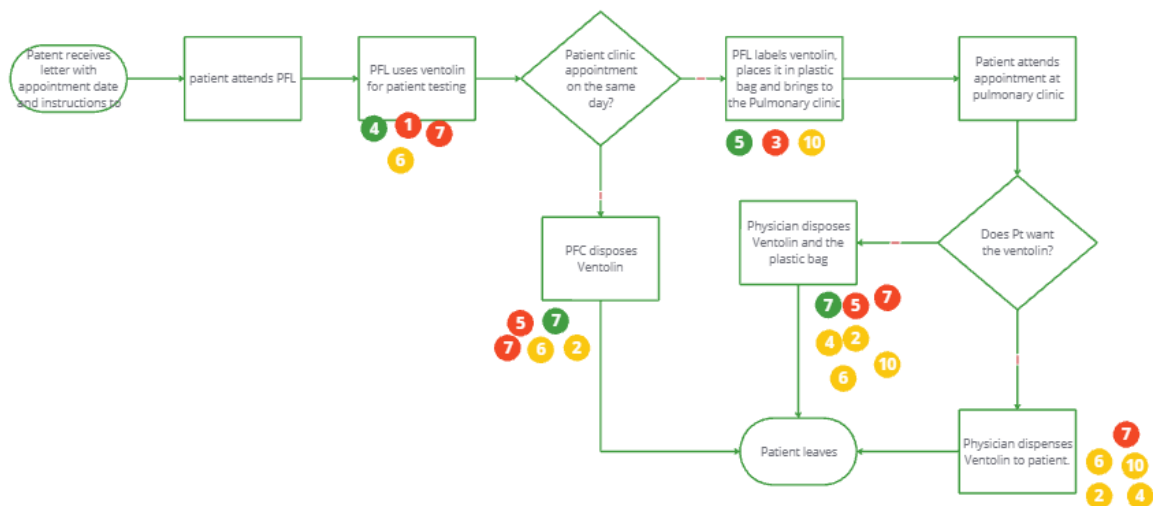 Patent receives
letter with
appointment date
and instructions to
patient attends PFL
PFL uses ventolin
for patient testing
4
1
7
6
Patient clinic
appointment
on the same
day?
PFL labels ventolin,
places it in plastic
bag and brings to
the Pulmonary clinic
5
3
10
Patient attends
appointment at
pulmonary clinic
PFC disposes
Ventolin
5
7
7
6
2
Physician disposes
Ventolin and the
plastic bag
7
5
7
4
2
6
10
Does Pt want
the ventolin?
Patient leaves
Physician dispenses
Ventolin to patient.
7
6
10
2
4